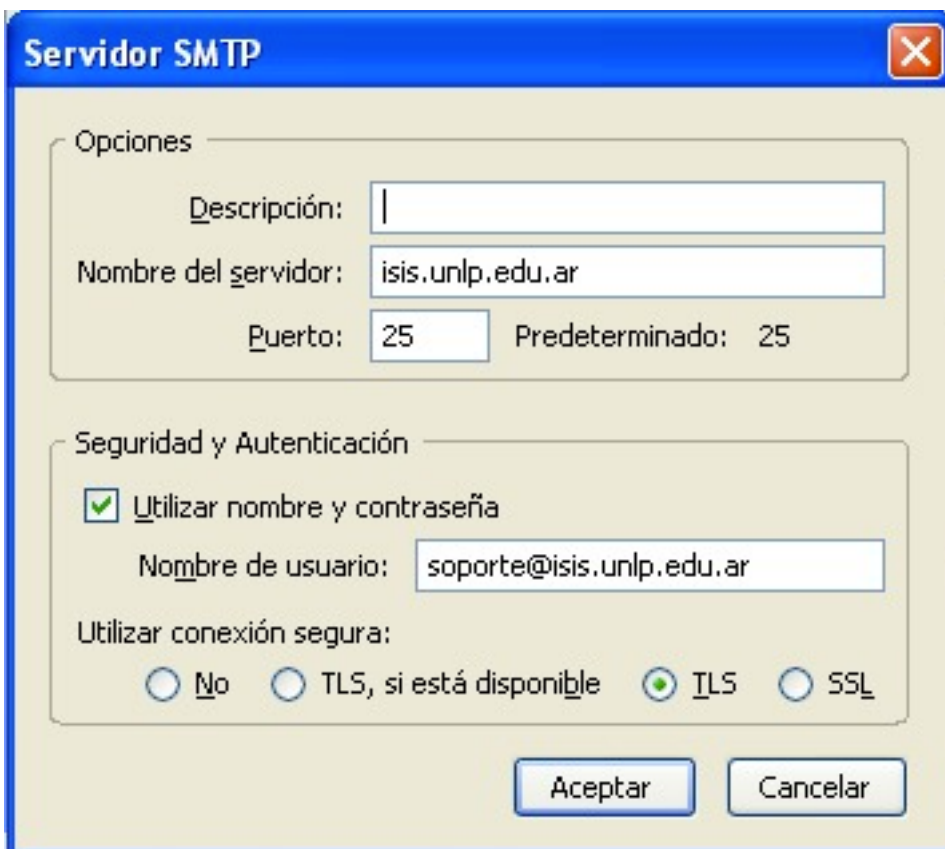 Servidor SMTP
Opciones
Descripción:
Nombre del servidor: isis.unlp.edu.ar
Puerto: 25 Predeterminado: 25
Seguridad y Autenticación
Utilizar nombre y contraseña
Nombre de usuario: soporte@isis.unlp.edu.ar
Utilizar conexión segura:
No TLS, si está disponible TLS SSL
Aceptar Cancelar